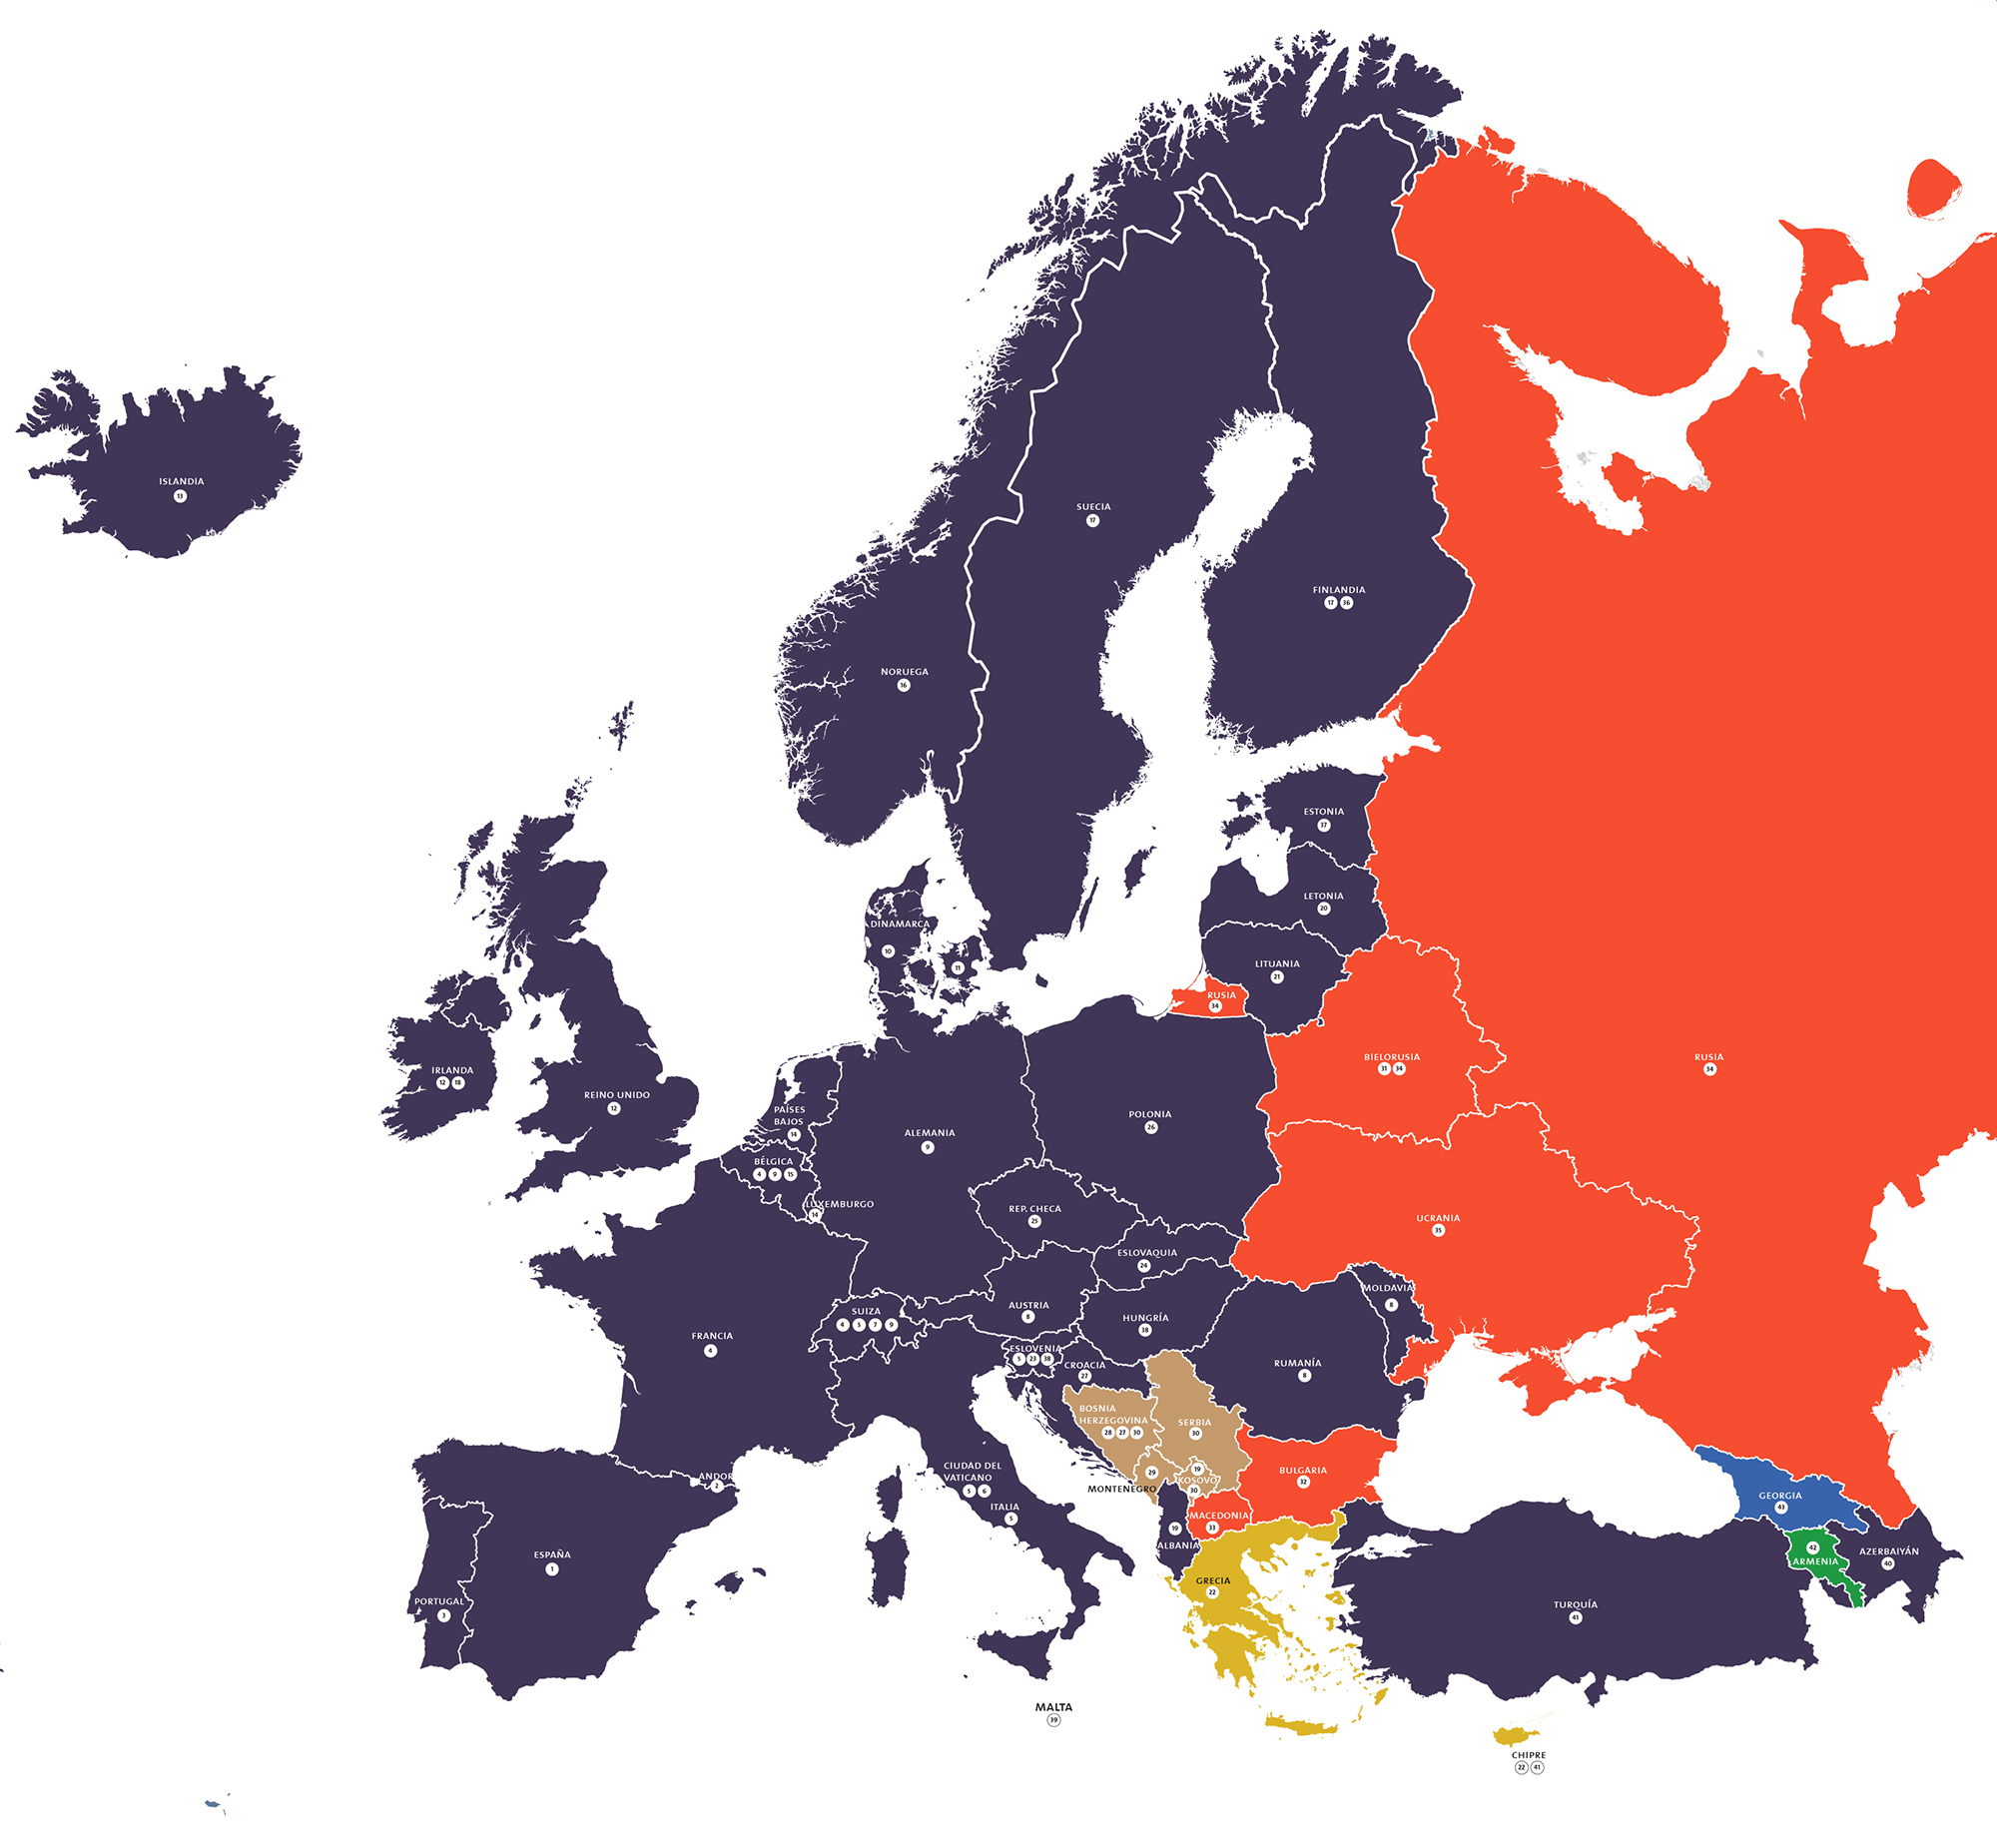 ISLANDIA
13
SUECIA
17
FINLANDIA
17 36
NORUEGA
16
ESTONIA
37
LETONIA
20
DINAMARCA
10
11
LITUANIA
21
RUSIA
34
IRLANDA
12 18
REINO UNIDO
12
BIELORUSIA
31 34
RUSIA
34
PAÍSES
BAJOS
14
ALEMANIA
9
POLONIA
26
BÉLGICA
4 9 15
LUXEMBURGO
14
REP. CHECA
25
UCRANIA
35
ESLOVAQUIA
24
MOLDAVIA
8
FRANCIA
4
SUIZA
4 5 7 9
AUSTRIA
8
HUNGRÍA
38
ESLOVENIA
5 23 38
CROACIA
27
RUMANÍA
8
BOSNIA
HERZEGOVINA
28 27 30
SERBIA
30
ANDOR
2
CIUDAD DEL
VATICANO
5 6
ITALIA
5
29
MONTENEGRO
19
KOSOVO
30
BULGARIA
32
GEORGIA
43
MACEDONIA
33
19
ALBANIA
ESPAÑA
1
PORTUGAL
3
GRECIA
22
42
ARMENIA
AZERBAIYÁN
40
TURQUÍA
41
MALTA
39
CHIPRE
22 41